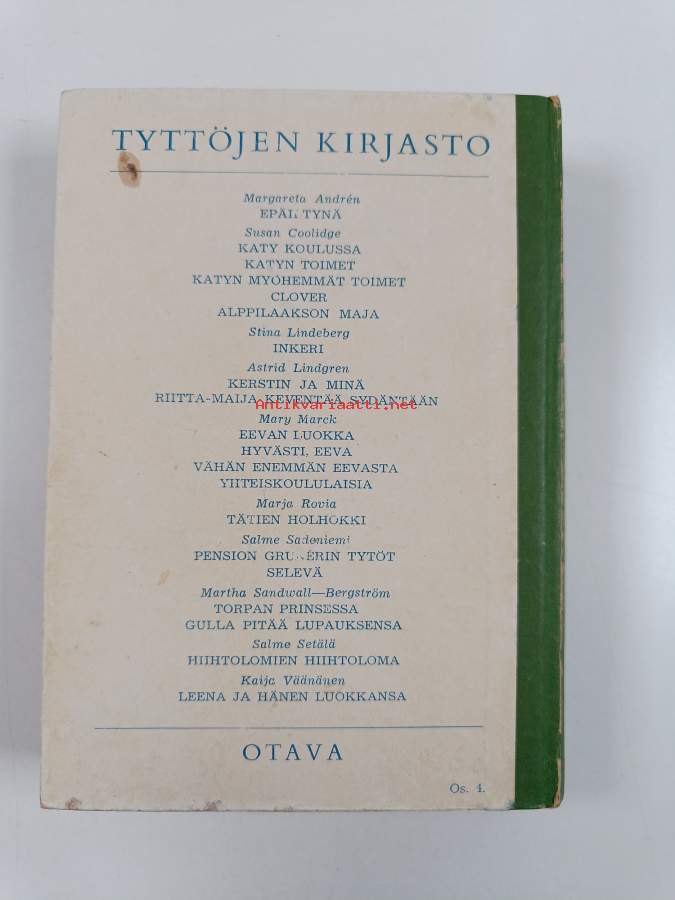 TYTTÖJEN KIRJASTO
Margareta Andrén
EPÄILTYNÄ
Susan Coolidge
KATY KOULUSSA
KATYN TOIMET
KATYN MYÖHEMMÄT TOIMET
CLOVER
ALPPILAAKSON MAJA
Stina Lindeberg
INKERI
Astrid Lindgren
KERSTIN JA MINÄ
RIITTA-MAIJA KEVENTÄÄ SYDÄNTÄÄN
Antikvariaatti.net
Mary Marck
EEVAN LUOKKA
HYVÄSTI, EEVA
VÄHÄN ENEMMÄN EEVASTA
YHTEISKOULULAISIA
Marja Rovia
TÄTIEN HOLHOKKI
Salme Sadeniemi
PENSION GRUNERIN TYTÖT
SELEVÄ
Martha Sandwall—Bergström
TORPAN PRINSESSA
GULLA PITÄÄ LUPAUKSENSA
Salme Setälä
HIIHTOLOMIEN HIIHTOLOMA
Kaija Väänänen
LEENA JA HÄNEN LUOKKANSA
OTAVA
Os. 4.